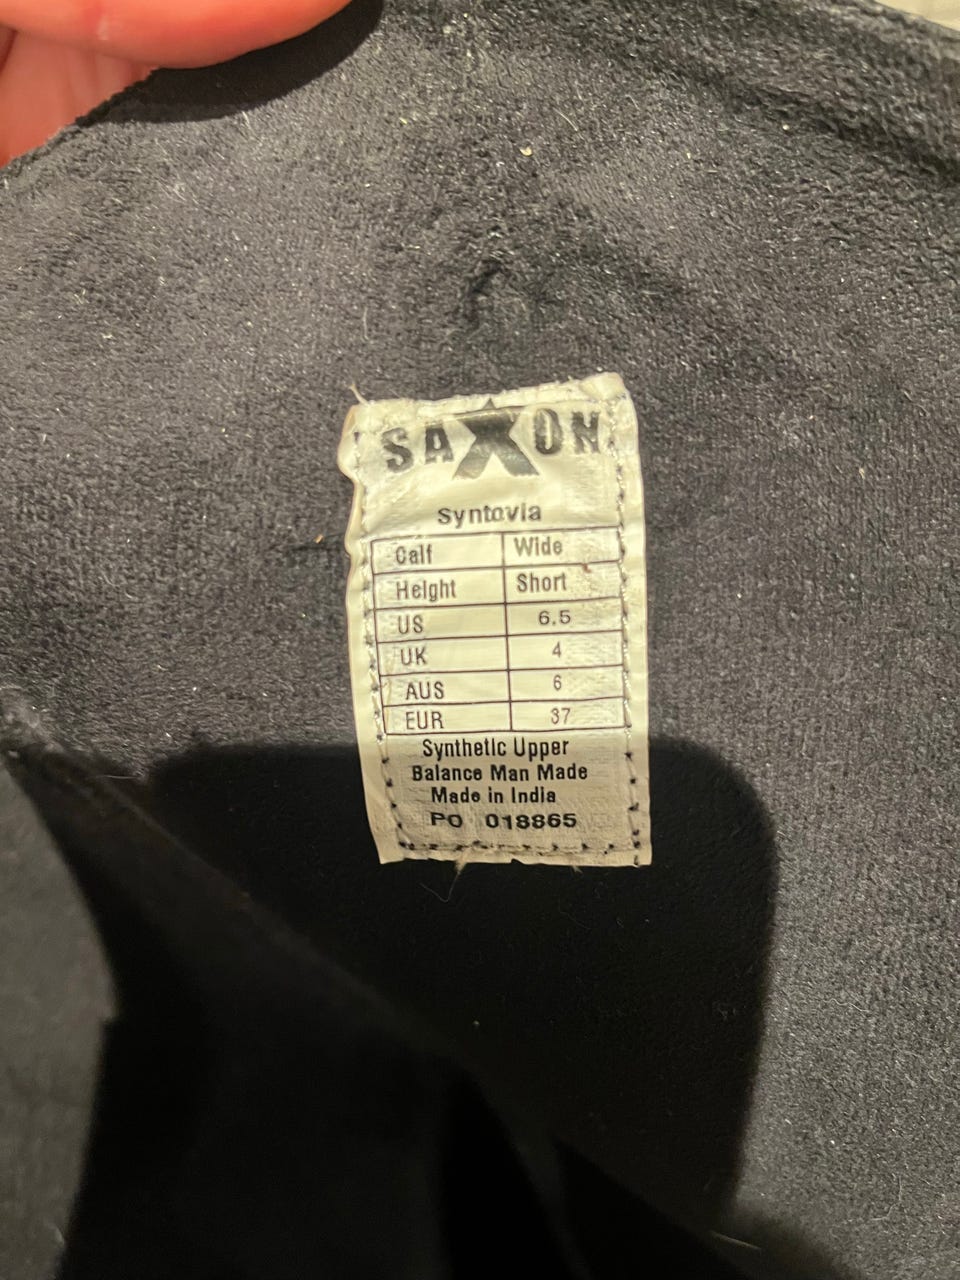 SAXON
Syntovia
Calf Wide
Height Short
US 6.5
UK 4
AUS 6
EUR 37
Synthetic Upper
Balance Man Made
Made in India
PO 018865